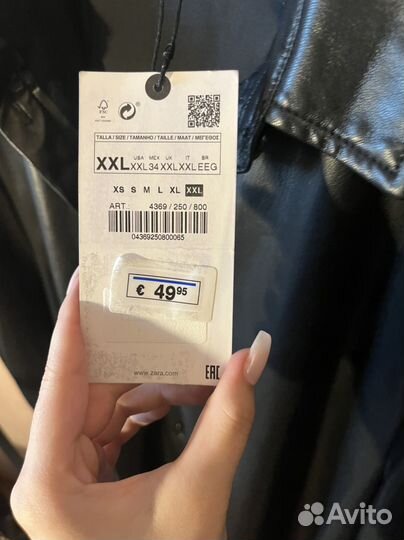 FSC
TALLA / SIZE / TAMANHO / TAILLE / MAAT / ΜΕΓΕΘΟΣ
USA MEX UK IT BR
XXL XXL 34 XXL XXL EEG
XS S M L XL XXL
ART.: 4369 / 250 / 800
04369250800065
€ 49 95
www.zara.com
EAC
Avito